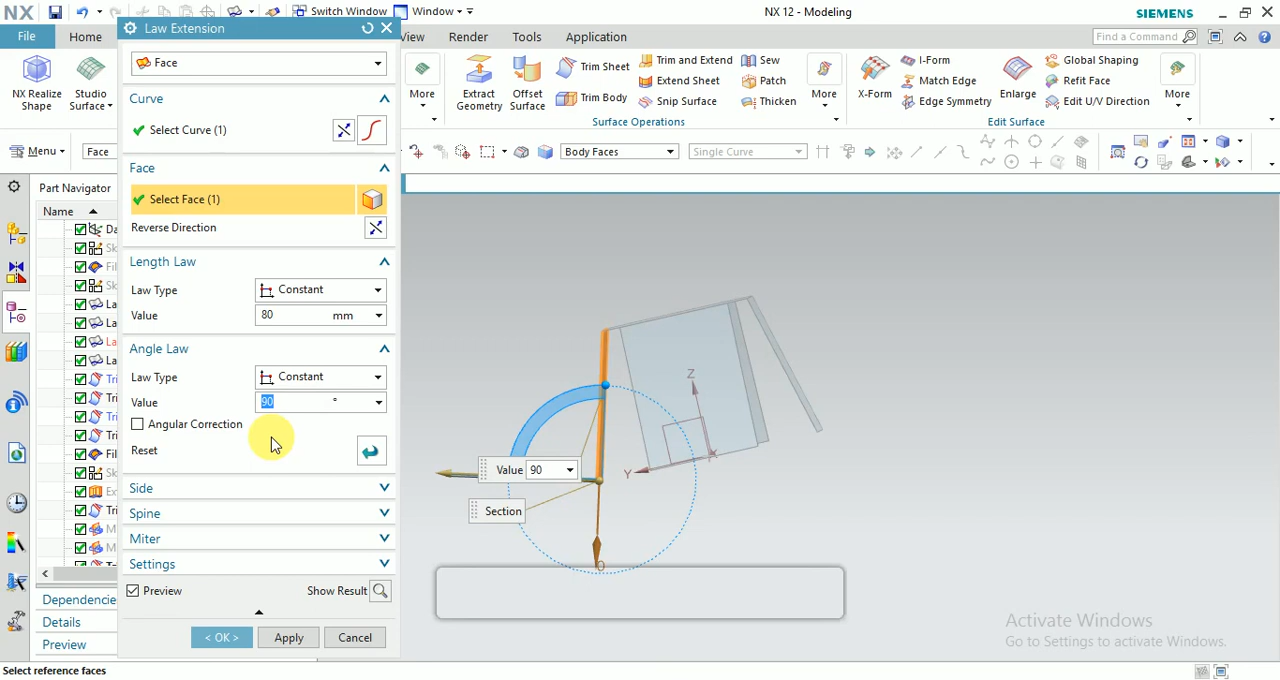 NX
Switch Window
Window
NX 12 - Modeling
SIEMENS
Law Extension
File
Home
View
Render
Tools
Application
Find a Command
NX Realize Shape
Studio Surface
Face
More
Extract Geometry
Offset Surface
Trim Sheet
Trim Body
Trim and Extend
Extend Sheet
Snip Surface
Sew
Patch
Thicken
More
Surface Operations
X-Form
I-Form
Match Edge
Edge Symmetry
Enlarge
Global Shaping
Refit Face
Edit U/V Direction
More
Edit Surface
Curve
Select Curve (1)
Menu
Face
Body Faces
Single Curve
Face
Part Navigator
Name
Select Face (1)
Reverse Direction
Length Law
Law Type
Constant
Value
80 mm
Angle Law
Law Type
Constant
Value
90 °
Angular Correction
Reset
Side
Spine
Miter
Settings
Preview
Show Result
< OK >
Apply
Cancel
Dependencie
Details
Preview
Z
Y
X
Value 90
Section
0
Activate Windows
Go to Settings to activate Windows.
Select reference faces